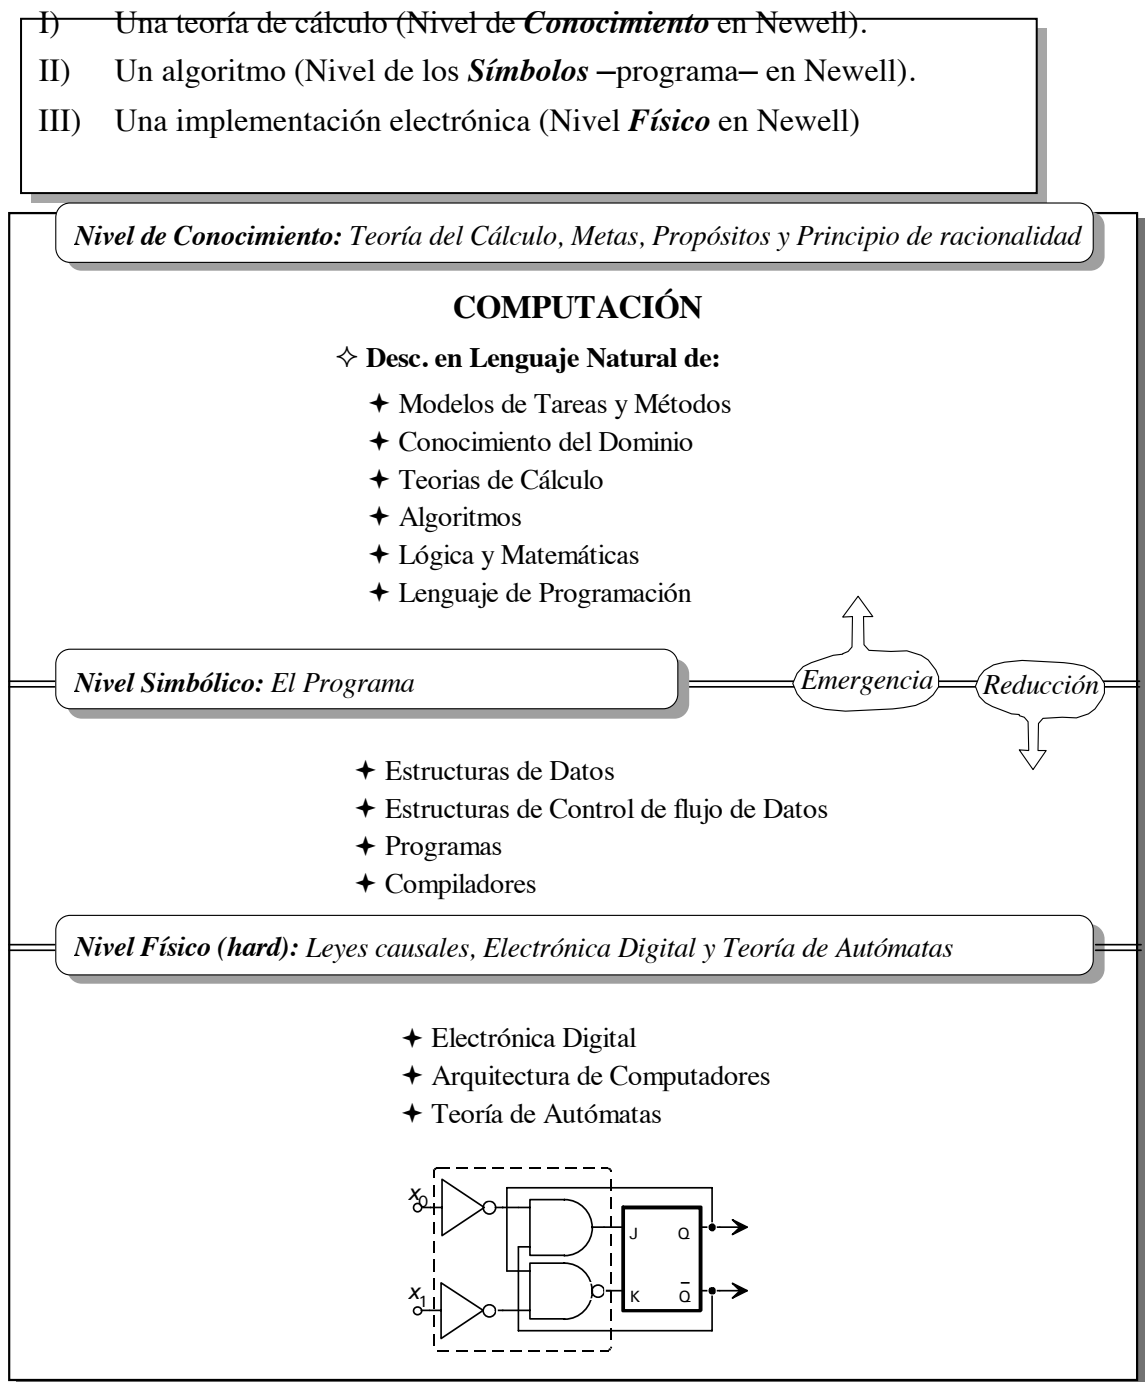 I) Una teoría de cálculo (Nivel de Conocimiento en Newell).
II) Un algoritmo (Nivel de los Símbolos –programa– en Newell).
III) Una implementación electrónica (Nivel Físico en Newell)
Nivel de Conocimiento: Teoría del Cálculo, Metas, Propósitos y Principio de racionalidad
COMPUTACIÓN
✧ Desc. en Lenguaje Natural de:
✦ Modelos de Tareas y Métodos
✦ Conocimiento del Dominio
✦ Teorias de Cálculo
✦ Algoritmos
✦ Lógica y Matemáticas
✦ Lenguaje de Programación
Nivel Simbólico: El Programa
Emergencia
Reducción
✦ Estructuras de Datos
✦ Estructuras de Control de flujo de Datos
✦ Programas
✦ Compiladores
Nivel Físico (hard): Leyes causales, Electrónica Digital y Teoría de Autómatas
✦ Electrónica Digital
✦ Arquitectura de Computadores
✦ Teoría de Autómatas
x₀
J Q
x₁
K Q̅